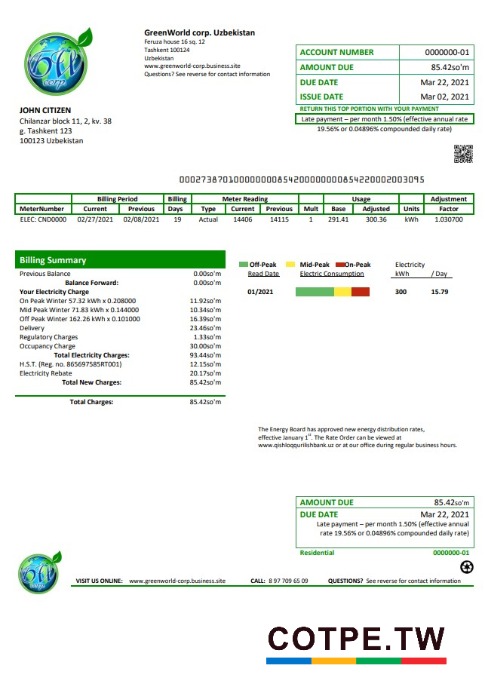 GreenWorld corp. Uzbekistan
Feruza house 16 sq, 12
Tashkent 100124
Uzbekistan
www.greenworld-corp.business.site
Questions? See reverse for contact information
GW
corp.
ACCOUNT NUMBER 0000000-01
AMOUNT DUE 85.42so'm
DUE DATE Mar 22, 2021
ISSUE DATE Mar 02, 2021
RETURN THIS TOP PORTION WITH YOUR PAYMENT
Late payment – per month 1.50% (effective annual rate
19.56% or 0.04896% compounded daily rate)
JOHN CITIZEN
Chilanzar block 11, 2, kv. 38
g. Tashkent 123
100123 Uzbekistan
Billing Period Billing Meter Reading Usage Adjustment
MeterNumber Current Previous Days Type Current Previous Mult Base Adjusted Units Factor
ELEC: CND0000 02/27/2021 02/08/2021 19 Actual 14406 14115 1 291.41 300.36 kWh 1.030700
Billing Summary
Previous Balance 0.00so'm
Balance Forward: 0.00so'm
Your Electricity Charge
On Peak Winter 57.32 kWh x 0.208000 11.92so'm
Mid Peak Winter 71.83 kWh x 0.144000 10.34so'm
Off Peak Winter 162.26 kWh x 0.101000 16.39so'm
Delivery 23.46so'm
Regulatory Charges 1.33so'm
Occupancy Charge 30.00so'm
Total Electricity Charges: 93.44so'm
H.S.T. (Reg. no. 865697585RT001) 12.15so'm
Electricity Rebate 20.17so'm
Total New Charges: 85.42so'm
Total Charges: 85.42so'm
Off-Peak Mid-Peak On-Peak Electricity
Read Date Electric Consumption kWh / Day
01/2021 300 15.79
The Energy Board has approved new energy distribution rates,
effective January 1st. The Rate Order can be viewed at
www.qishloqqurilishbank.uz or at our office during regular business hours.
AMOUNT DUE 85.42so'm
DUE DATE Mar 22, 2021
Late payment – per month 1.50% (effective annual
rate 19.56% or 0.04896% compounded daily rate)
Residential 0000000-01
GW
corp.
VISIT US ONLINE: www.greenworld-corp.business.site CALL: 8 97 709 65 09 QUESTIONS? See reverse for contact information
COTPE.TW